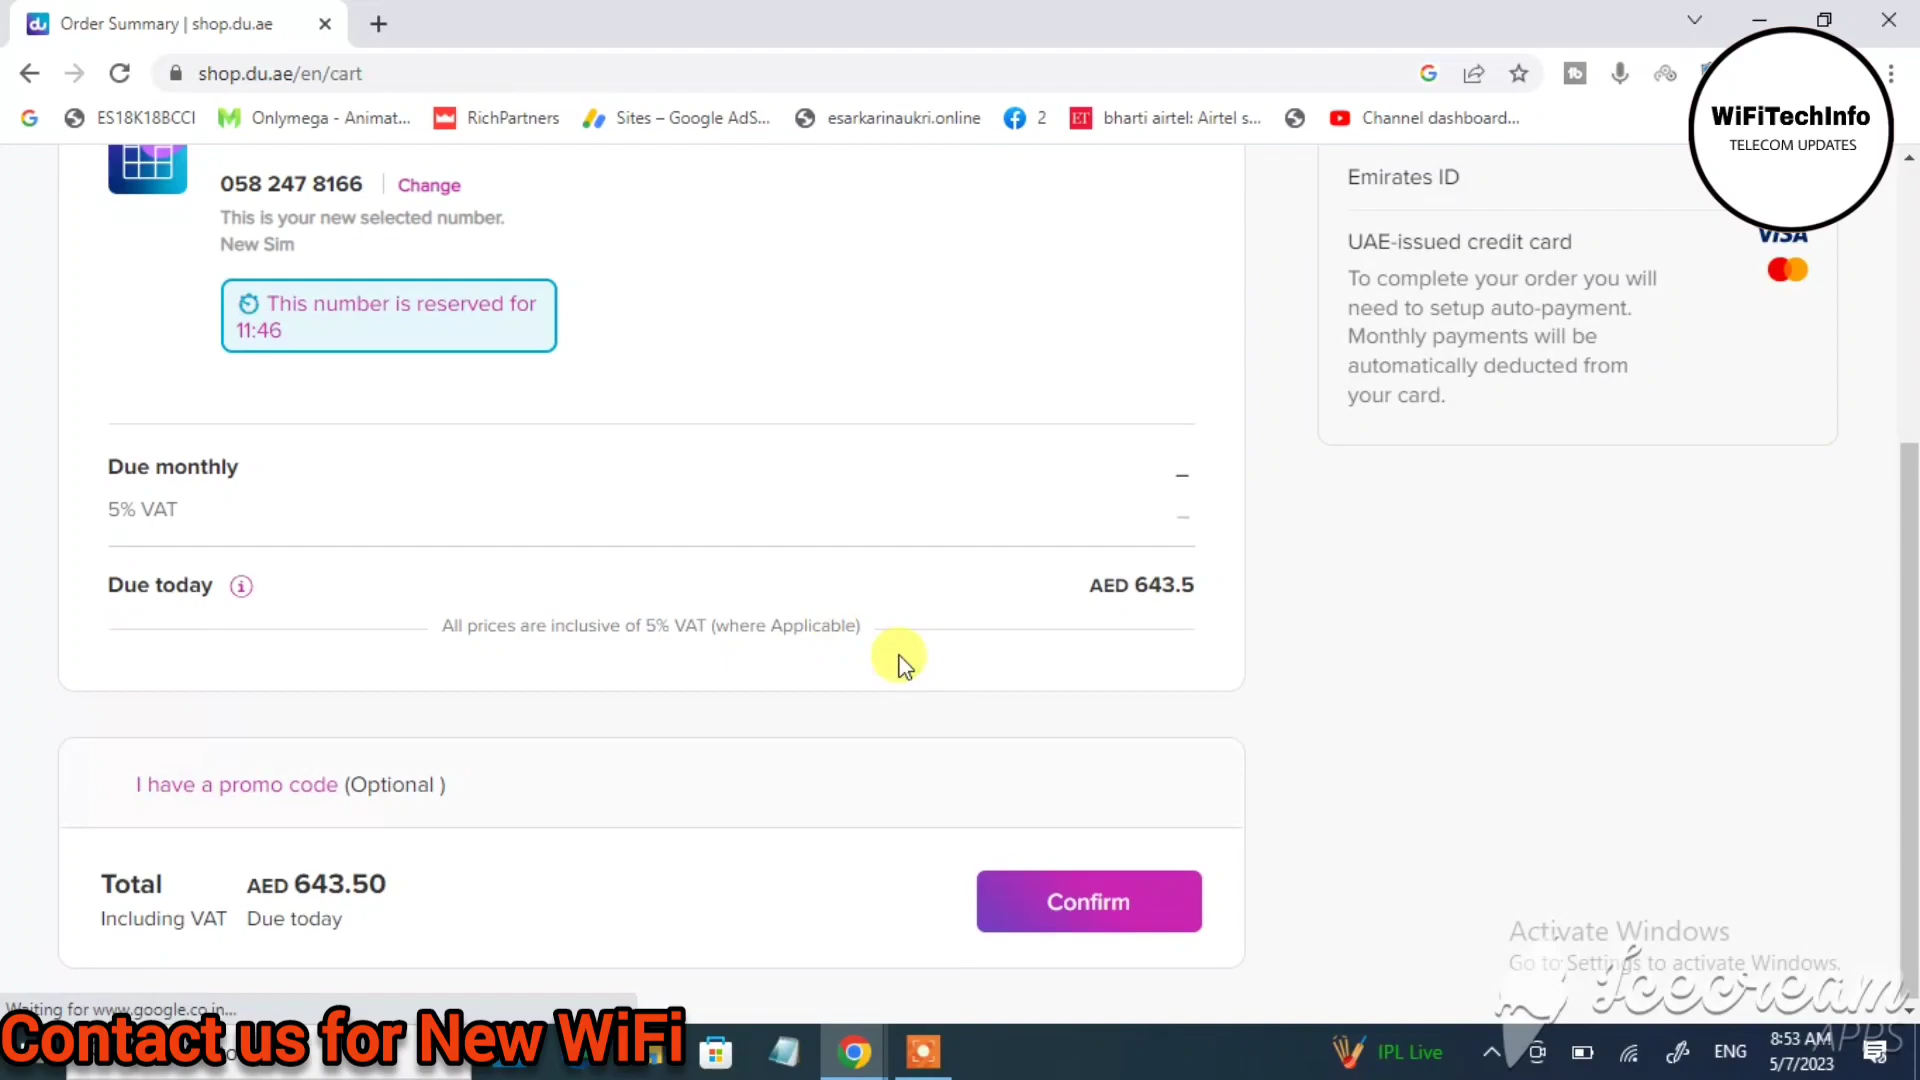 Order Summary | shop.du.ae
shop.du.ae/en/cart
ES18K18BCCI
Onlymega - Animat...
RichPartners
Sites – Google AdS...
esarkarinaukri.online
2
ET
bharti airtel: Airtel s...
Channel dashboard...
WiFiTechInfo
TELECOM UPDATES
058 247 8166
Change
This is your new selected number.
New Sim
This number is reserved for
11:46
Emirates ID
UAE-issued credit card
VISA
To complete your order you will
need to setup auto-payment.
Monthly payments will be
automatically deducted from
your card.
Due monthly –
5% VAT –
Due today AED 643.5
All prices are inclusive of 5% VAT (where Applicable)
I have a promo code (Optional )
Total AED 643.50
Including VAT Due today
Confirm
Activate Windows
Go to Settings to activate Windows.
Icecream
APPS
Waiting for www.google.co.in...
Contact us for New WiFi
IPL Live
ENG
8:53 AM
5/7/2023